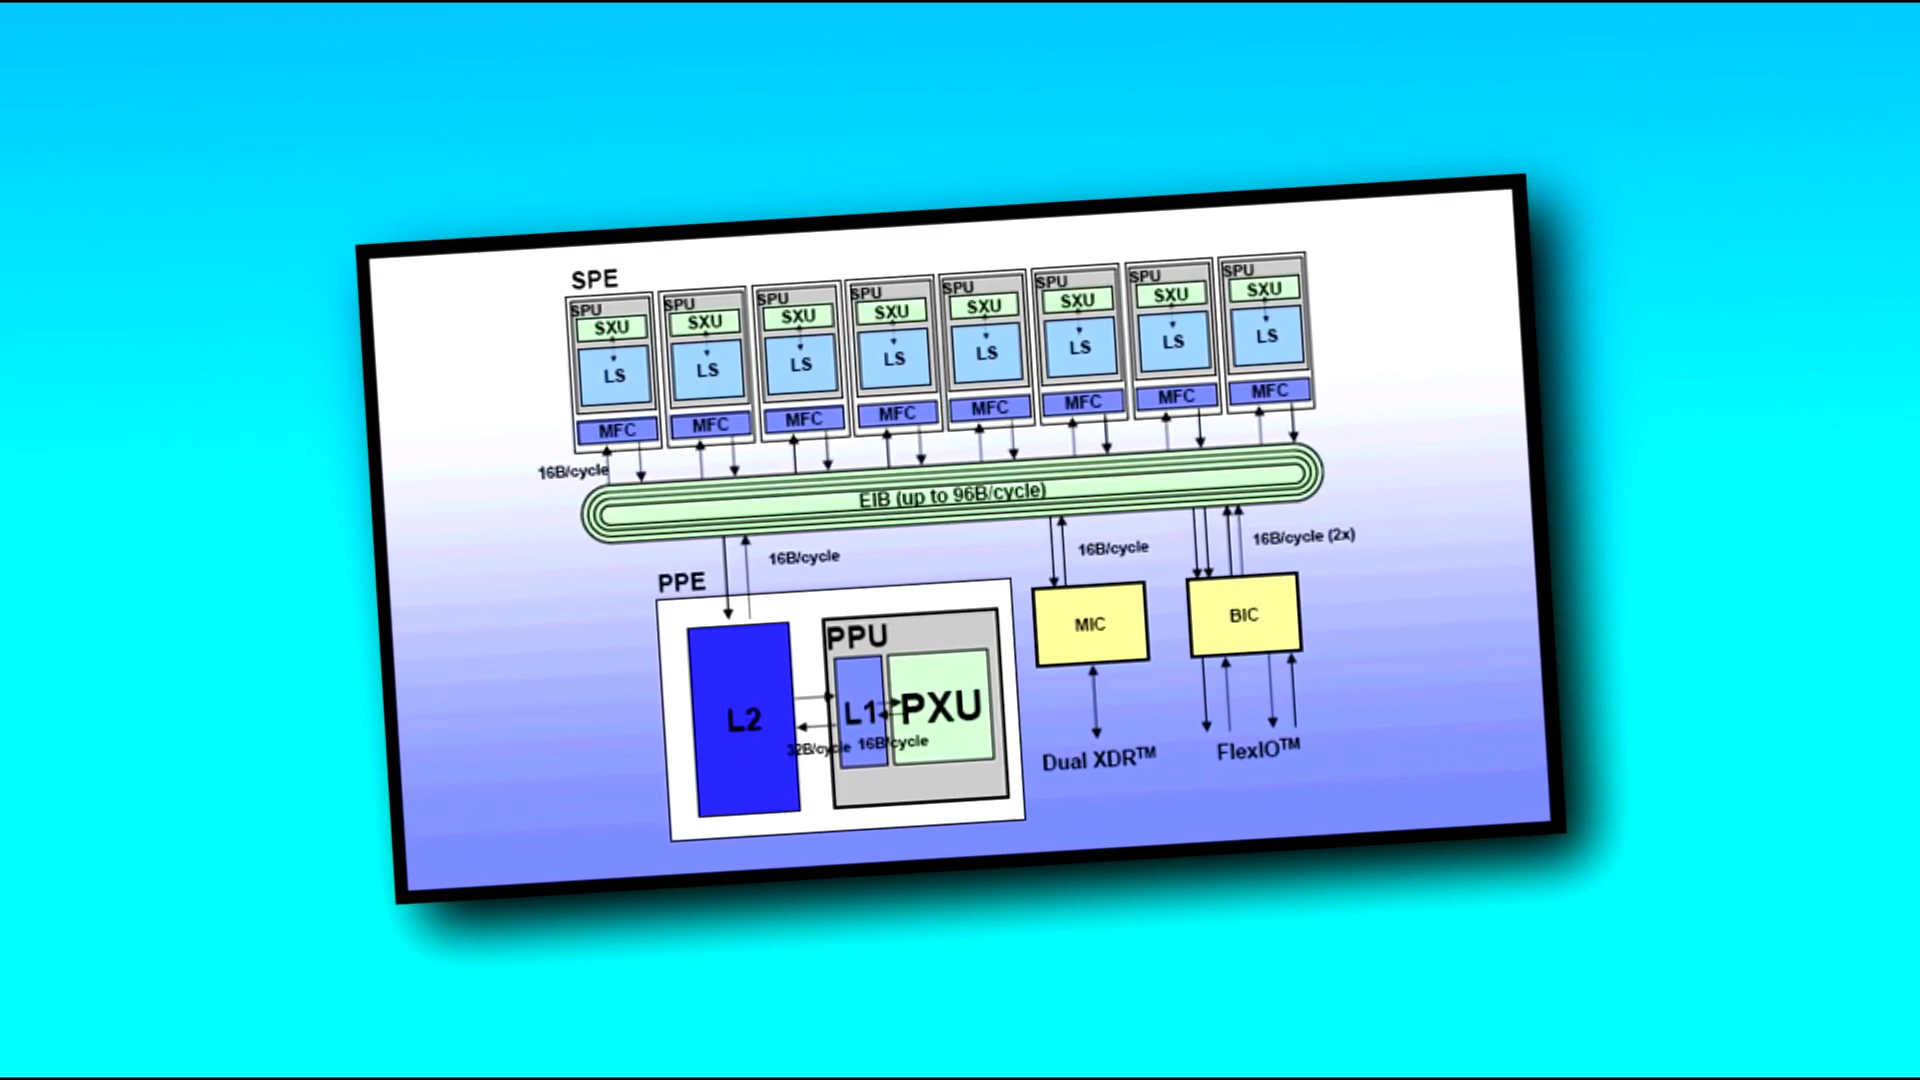 SPE
SPU SPU SPU SPU SPU SPU SPU SPU
SXU SXU SXU SXU SXU SXU SXU SXU
LS LS LS LS LS LS LS LS
MFC MFC MFC MFC MFC MFC MFC MFC
16B/cycle
EIB (up to 96B/cycle)
16B/cycle 16B/cycle 16B/cycle (2x)
PPE
PPU
MIC BIC
L2 L1 PXU
32B/cycle 16B/cycle
Dual XDR™ FlexIO™